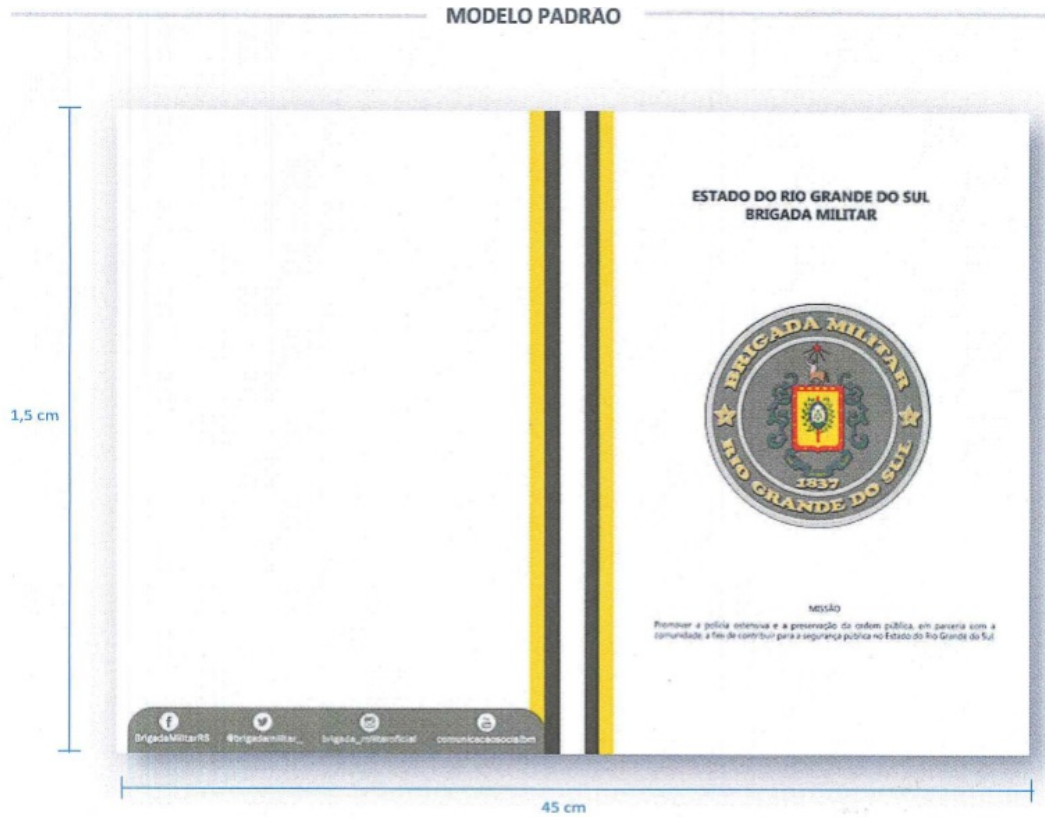 MODELO PADRAO
ESTADO DO RIO GRANDE DO SUL
BRIGADA MILITAR
BRIGADA MILITAR
1837
RIO GRANDE DO SUL
1,5 cm
MISSÃO
Promover a polícia ostensiva e a preservação da ordem pública, em parceria com a
comunidade, a fim de contribuir para a segurança pública no Estado do Rio Grande do Sul
BrigadaMilitarRS @brigadamilitar_ brigada_militaroficial comunicacaosocialbm
45 cm